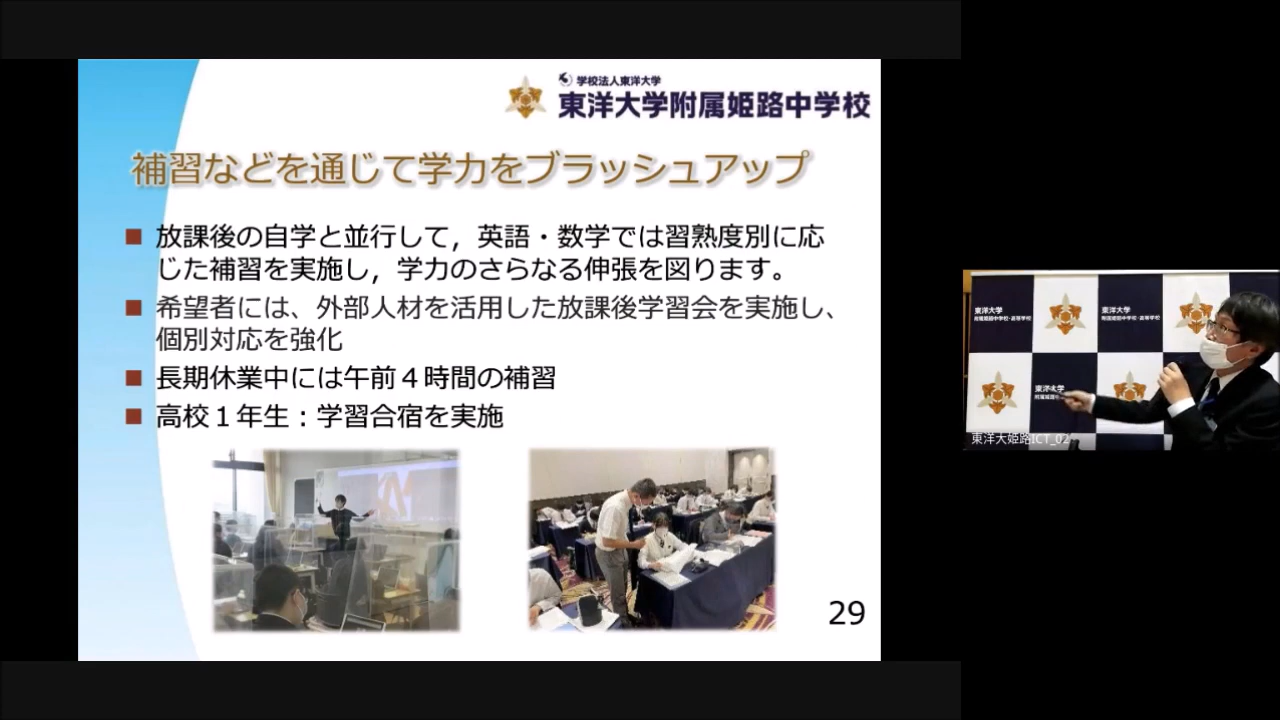 学校法人東洋大学
東洋大学附属姫路中学校
補習などを通じて学力をブラッシュアップ
放課後の自学と並行して，英語・数学では習熟度別に応
じた補習を実施し，学力のさらなる伸張を図ります。
希望者には、外部人材を活用した放課後学習会を実施し、
個別対応を強化
長期休業中には午前４時間の補習
高校１年生：学習合宿を実施
29
東洋大学
附属姫路中学校・高等学校
東洋大学
附属姫路中学校・高等学校
東洋大学
東洋大姫路ICT_02